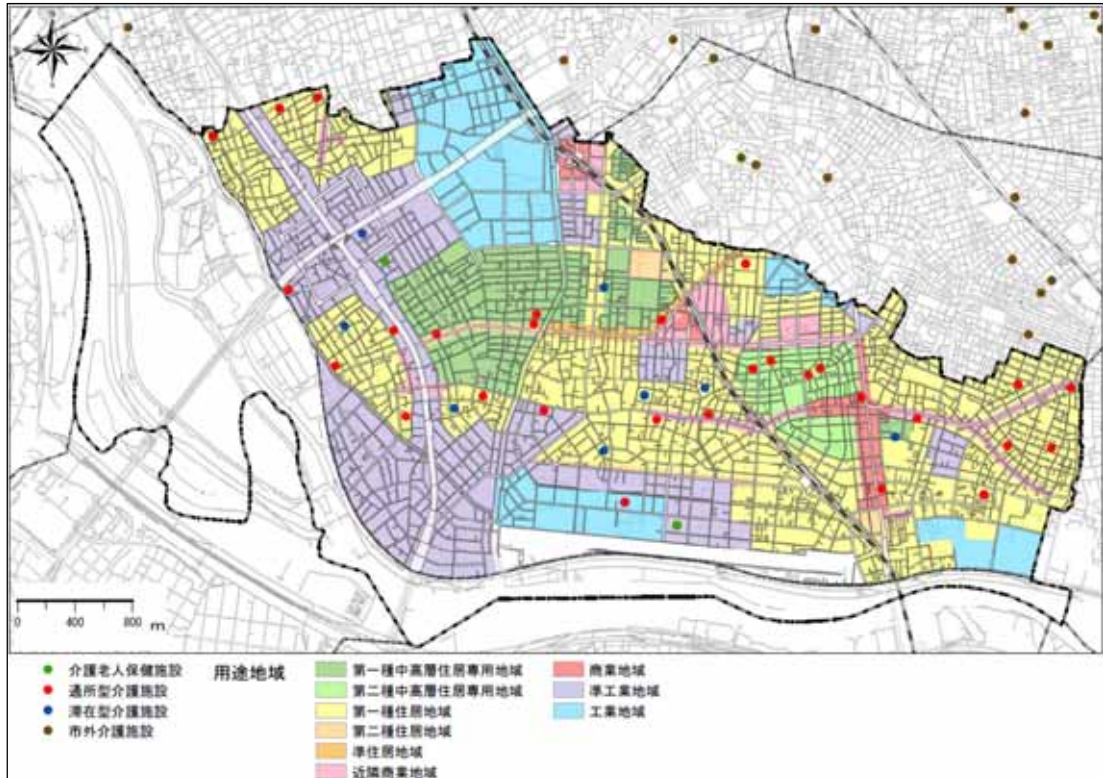 0 400 800 m
介護老人保健施設
通所型介護施設
滞在型介護施設
市外介護施設
用途地域
第一種中高層住居専用地域
第二種中高層住居専用地域
第一種住居地域
第二種住居地域
準住居地域
近隣商業地域
商業地域
準工業地域
工業地域